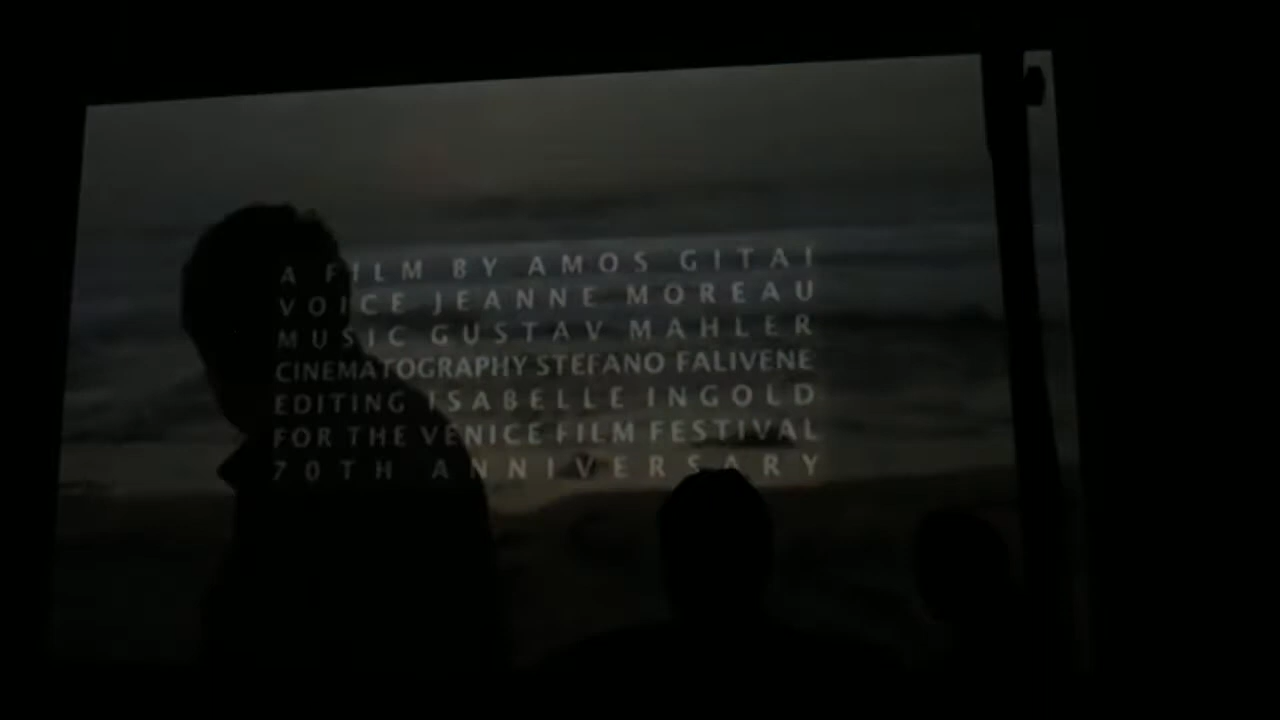 A FILM BY AMOS GITAI
VOICE JEANNE MOREAU
MUSIC GUSTAV MAHLER
CINEMATOGRAPHY STEFANO FALIVENE
EDITING ISABELLE INGOLD
FOR THE VENICE FILM FESTIVAL
70TH ANNIVERSARY